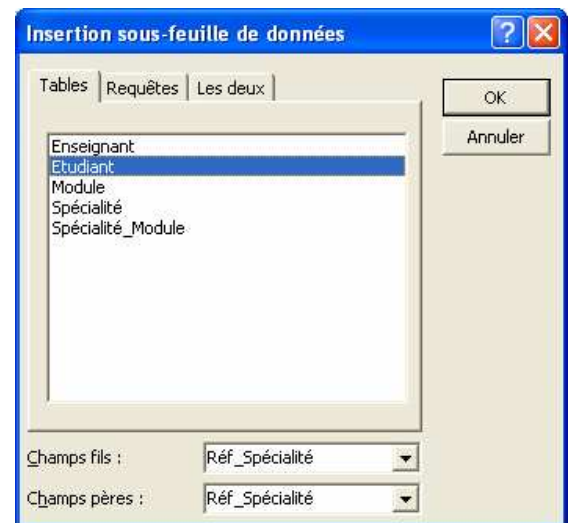 Insertion sous-feuille de données
Tables Requêtes Les deux
OK
Annuler
Enseignant
Etudiant
Module
Spécialité
Spécialité_Module
Champs fils : Réf_Spécialité
Champs pères : Réf_Spécialité